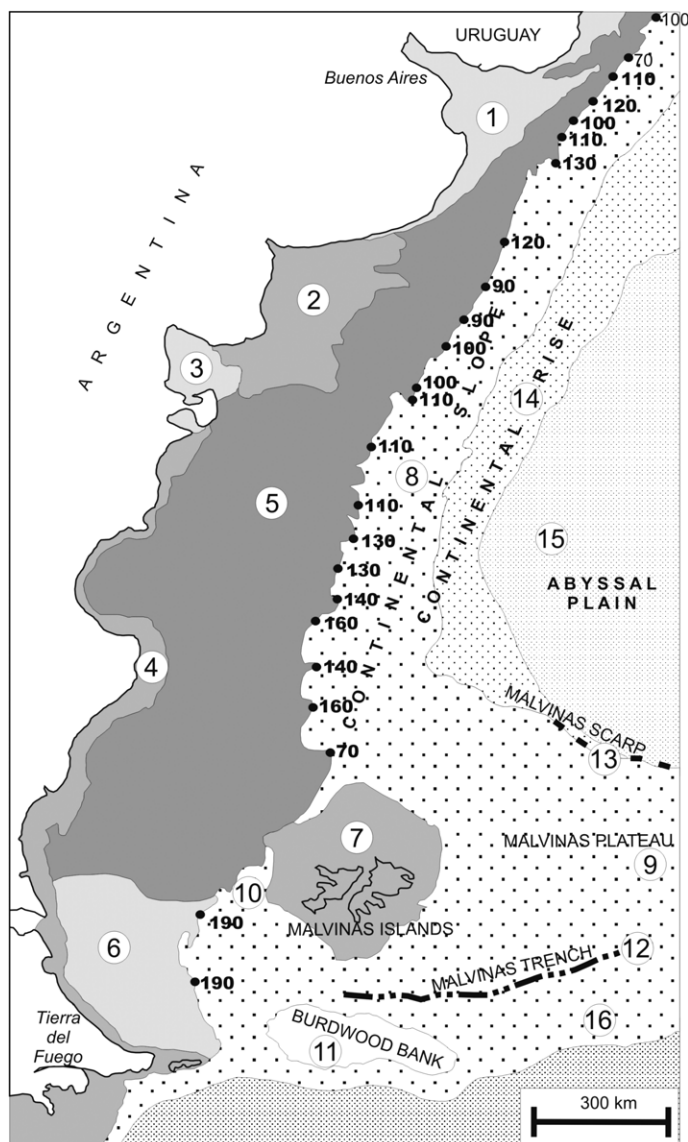 100
URUGUAY
70
Buenos Aires
110
120
1
100
110
130
ARGENTINA
120
2
90
90
3
100
100
14
110
110
8
5
110
15
130
ABYSSAL
PLAIN
130
140
160
4
140
CONTINENTAL SLOPE
CONTINENTAL RISE
160
MALVINAS SCARP
70
13
7
MALVINAS PLATEAU
9
10
190
MALVINAS ISLANDS
6
12
MALVINAS TRENCH
190
Tierra
del
Fuego
BURDWOOD BANK
11
16
300 km